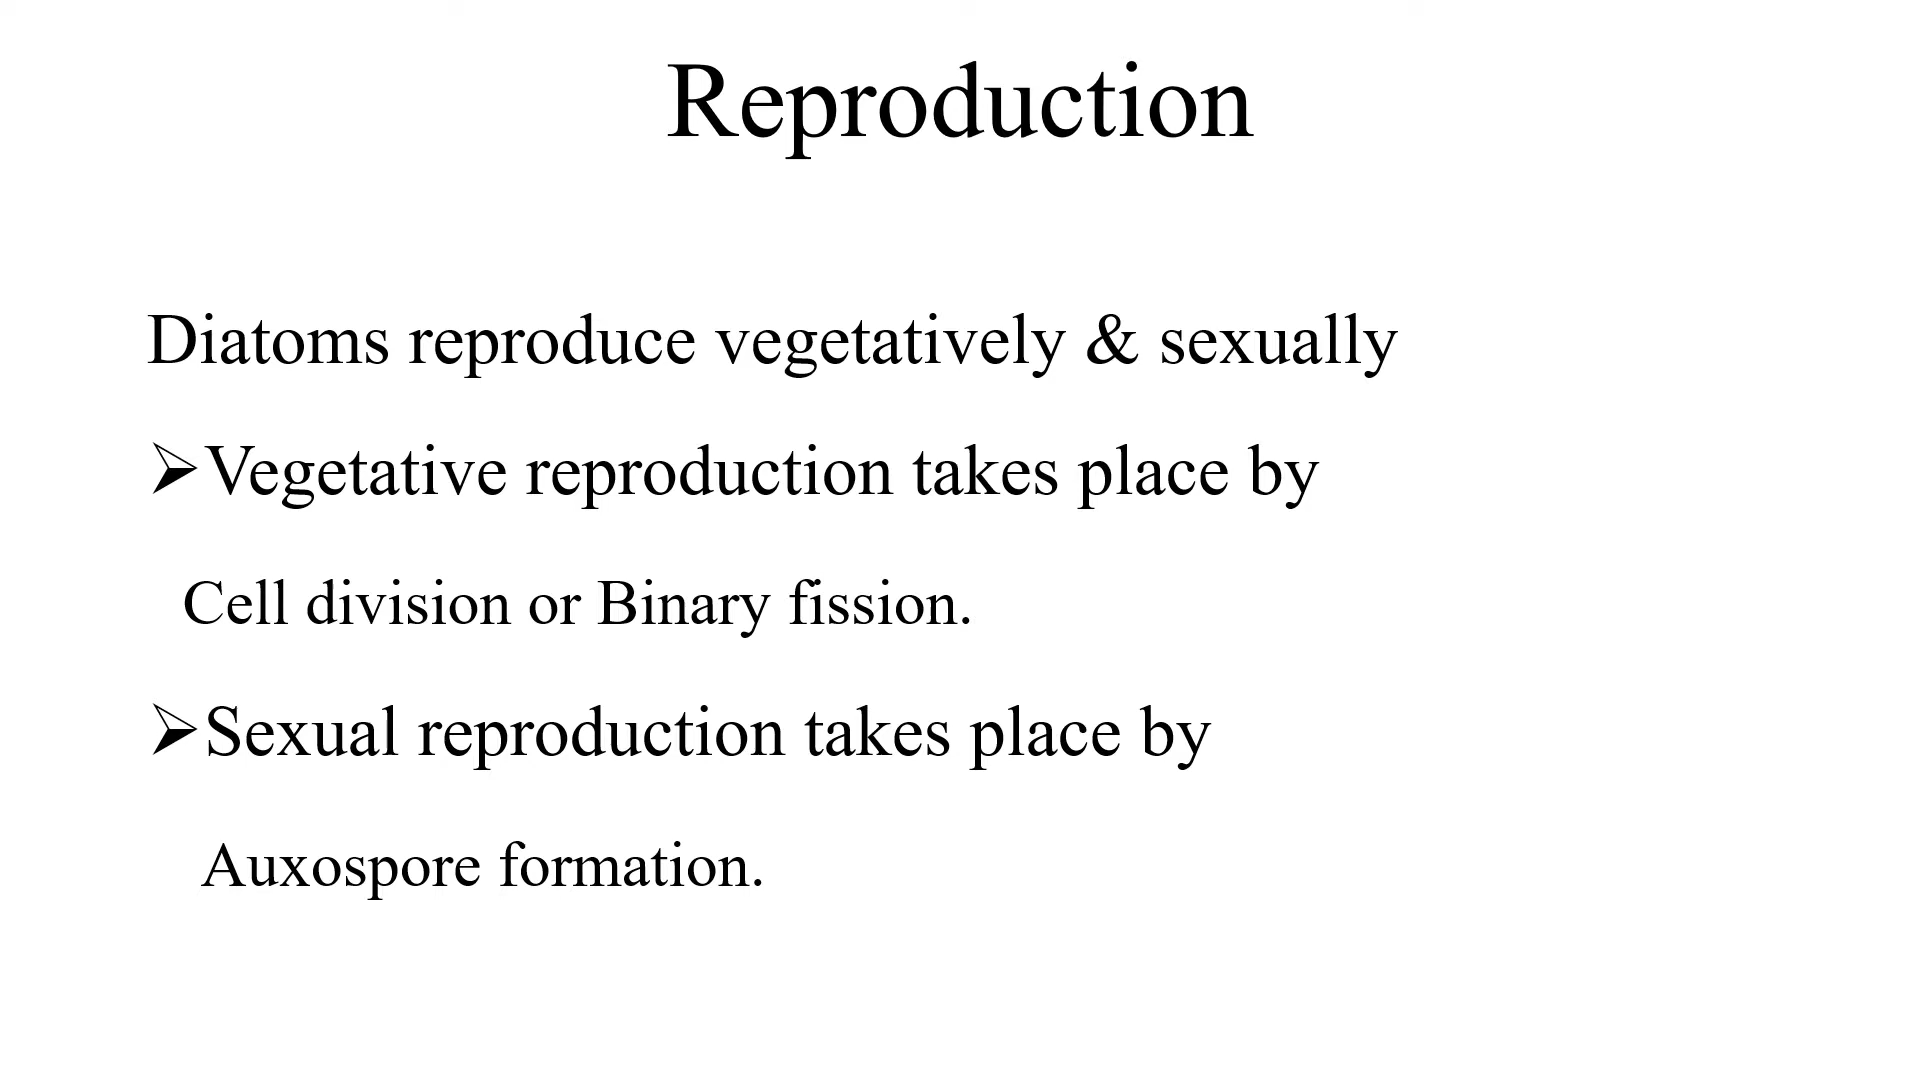 Reproduction
Diatoms reproduce vegetatively & sexually
➢Vegetative reproduction takes place by
Cell division or Binary fission.
➢Sexual reproduction takes place by
Auxospore formation.